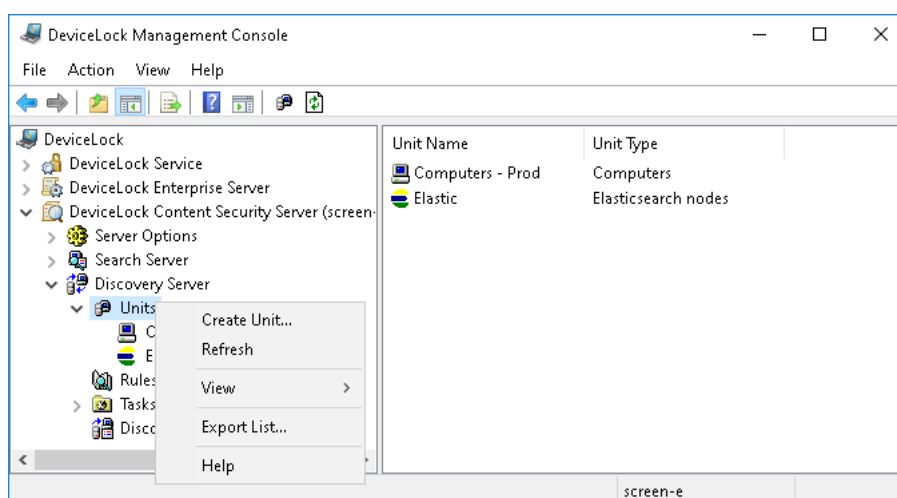 DeviceLock Management Console
File Action View Help
DeviceLock
DeviceLock Service
DeviceLock Enterprise Server
DeviceLock Content Security Server (screen-
Server Options
Search Server
Discovery Server
Units
C
E
Rules
Tasks
Disco
Create Unit...
Refresh
View
Export List...
Help
Unit Name Unit Type
Computers - Prod Computers
Elastic Elasticsearch nodes
screen-e